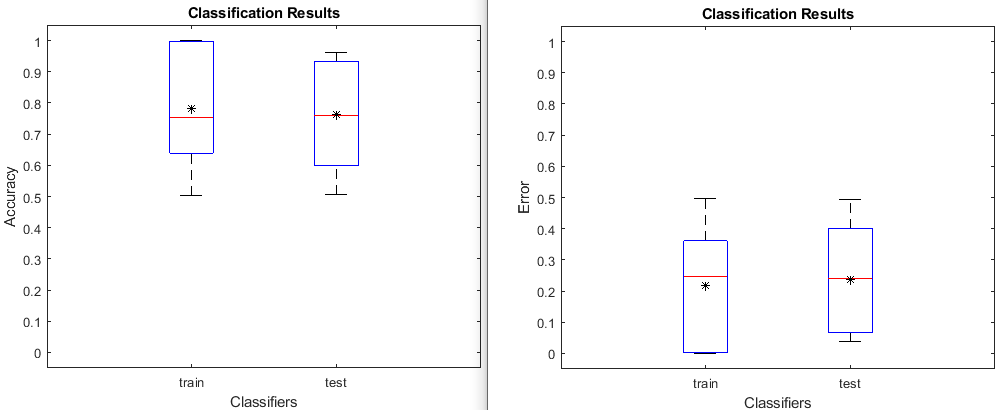 Classification Results
1
0.9
0.8
0.7
0.6
0.5
0.4
0.3
0.2
0.1
0
Accuracy
train test
Classifiers
Classification Results
1
0.9
0.8
0.7
0.6
0.5
0.4
0.3
0.2
0.1
0
Error
train test
Classifiers